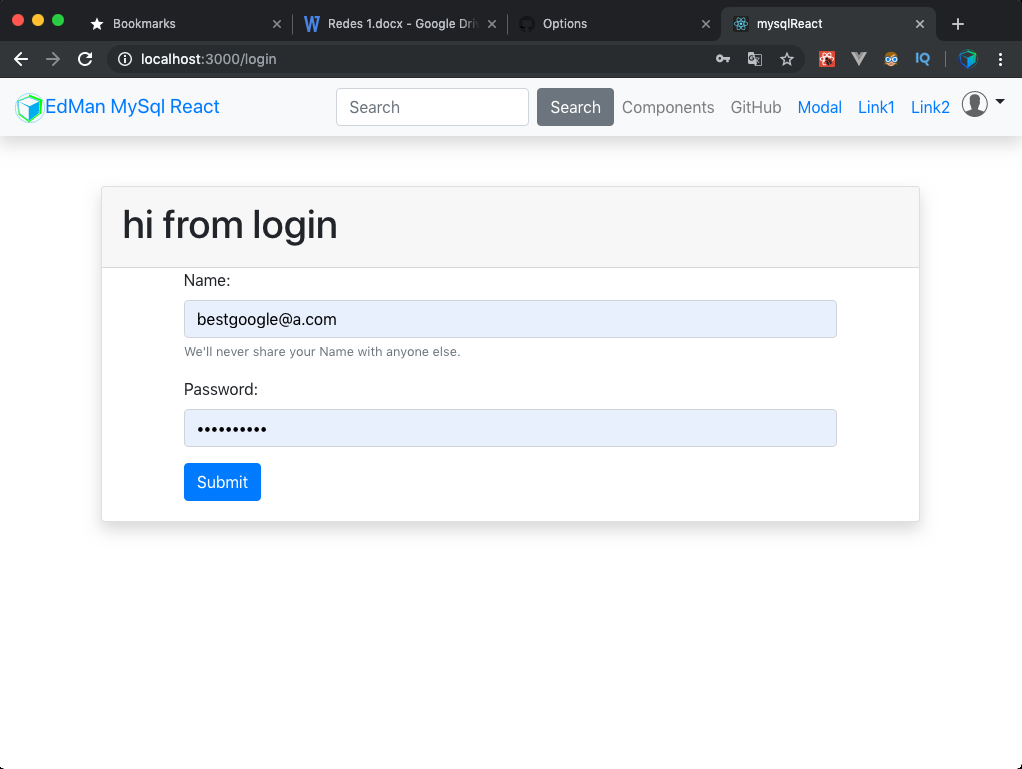 Bookmarks
Redes 1.docx - Google Dri
Options
mysqlReact
localhost:3000/login
IQ
EdMan MySql React
Search
Search
Components
GitHub
Modal
Link1
Link2
hi from login
Name:
bestgoogle@a.com
We'll never share your Name with anyone else.
Password:
••••••••••
Submit